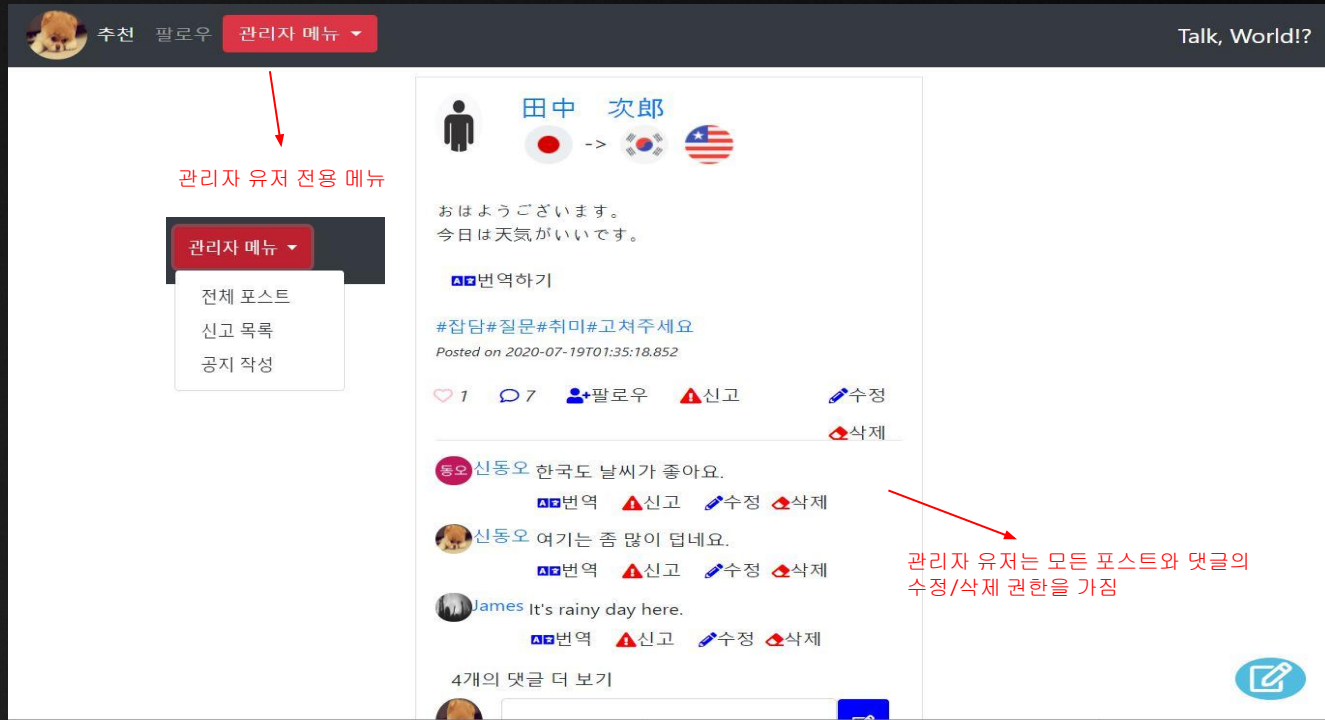 추천 팔로우 관리자 메뉴
Talk, World!?
관리자 유저 전용 메뉴
관리자 메뉴
전체 포스트
신고 목록
공지 작성
田中 次郎
->
おはようございます。
今日は天気がいいです。
번역하기
#잡담#질문#취미#고쳐주세요
Posted on 2020-07-19T01:35:18.852
1 7 팔로우 신고 수정
삭제
동오 신동오 한국도 날씨가 좋아요.
번역 신고 수정 삭제
신동오 여기는 좀 많이 덥네요.
번역 신고 수정 삭제
James It's rainy day here.
번역 신고 수정 삭제
4개의 댓글 더 보기
관리자 유저는 모든 포스트와 댓글의
수정/삭제 권한을 가짐